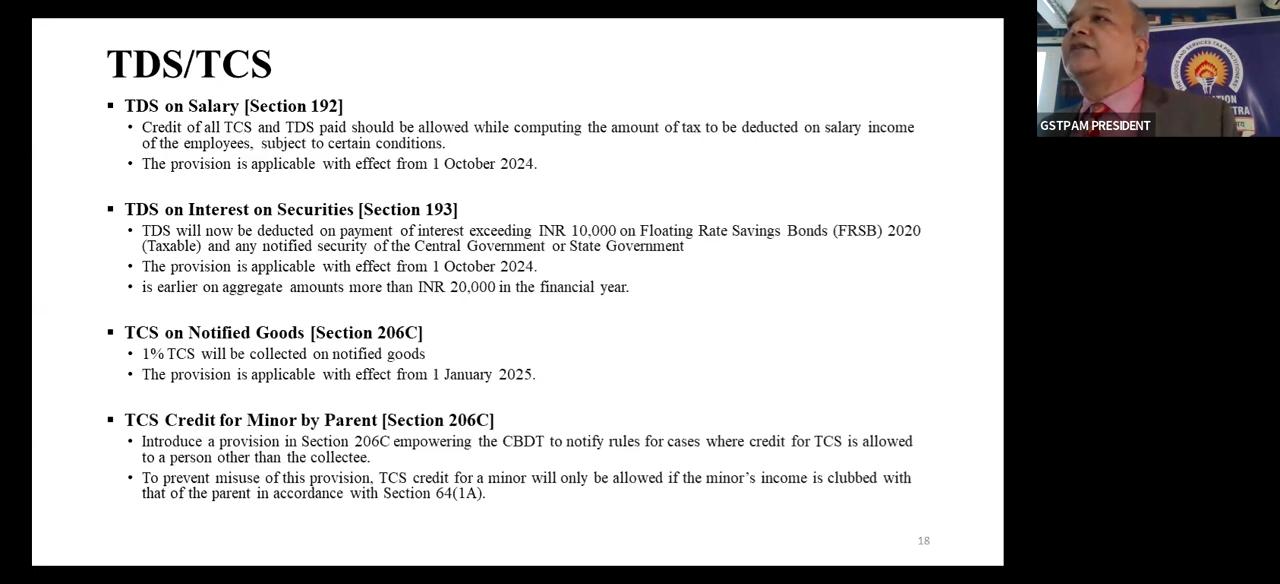 TDS/TCS
▪ TDS on Salary [Section 192]
• Credit of all TCS and TDS paid should be allowed while computing the amount of tax to be deducted on salary income
of the employees, subject to certain conditions.
• The provision is applicable with effect from 1 October 2024.
▪ TDS on Interest on Securities [Section 193]
• TDS will now be deducted on payment of interest exceeding INR 10,000 on Floating Rate Savings Bonds (FRSB) 2020
(Taxable) and any notified security of the Central Government or State Government
• The provision is applicable with effect from 1 October 2024.
• is earlier on aggregate amounts more than INR 20,000 in the financial year.
▪ TCS on Notified Goods [Section 206C]
• 1% TCS will be collected on notified goods
• The provision is applicable with effect from 1 January 2025.
▪ TCS Credit for Minor by Parent [Section 206C]
• Introduce a provision in Section 206C empowering the CBDT to notify rules for cases where credit for TCS is allowed
to a person other than the collectee.
• To prevent misuse of this provision, TCS credit for a minor will only be allowed if the minor's income is clubbed with
that of the parent in accordance with Section 64(1A).
18
GOODS AND SERVICES TAX PRACTITIONERS'
GSTPAM PRESIDENT